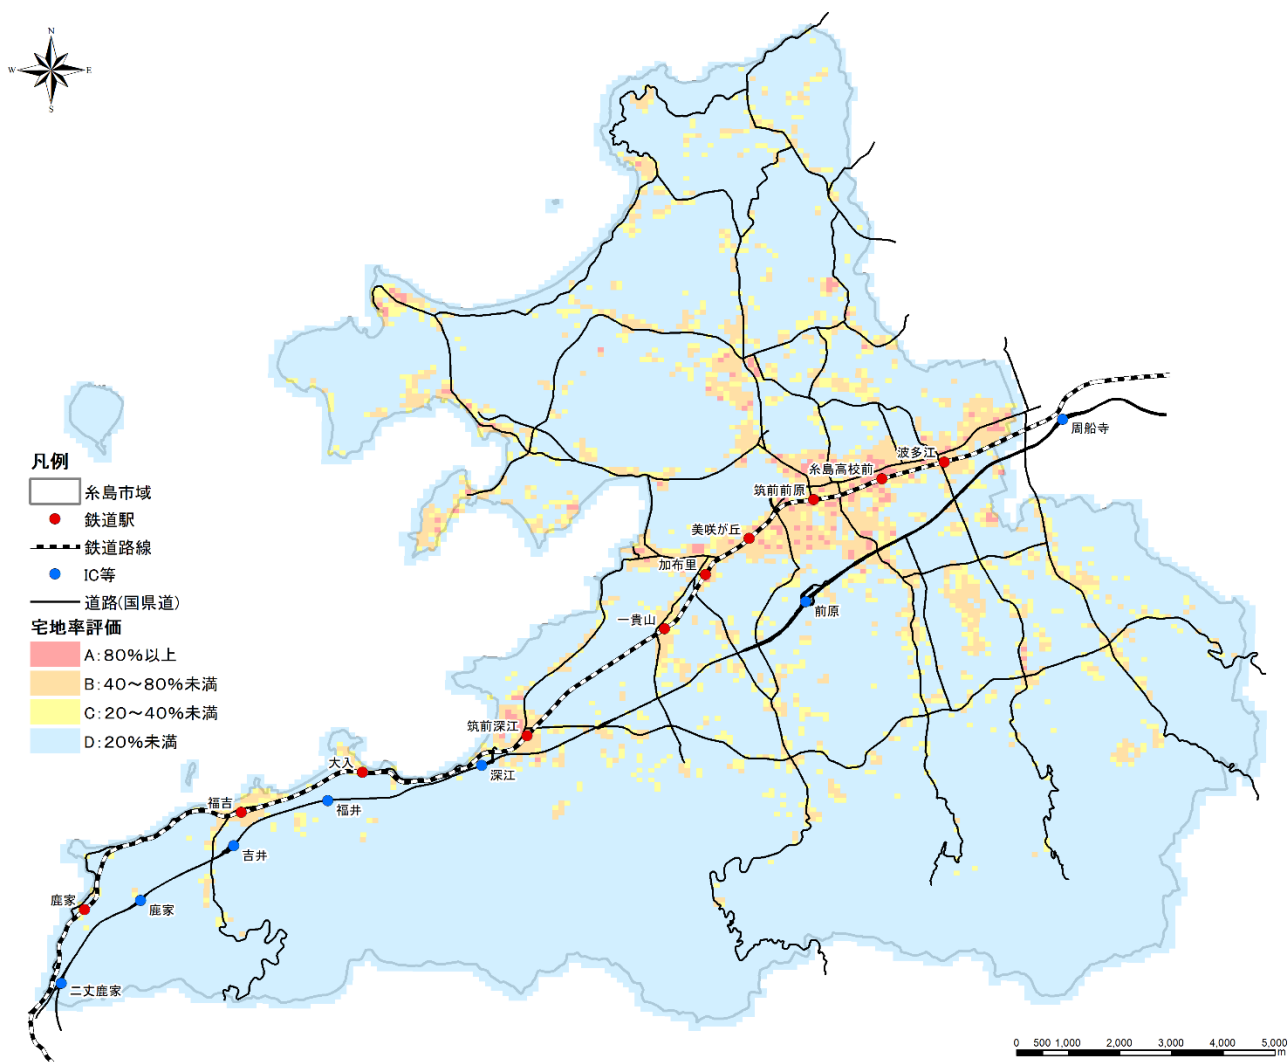 N
W
E
S
周船寺
波多江
糸島高校前
筑前前原
美咲が丘
加布里
前原
一貴山
筑前深江
深江
大入
福井
福吉
吉井
鹿家
鹿家
二丈鹿家
凡例
糸島市域
鉄道駅
鉄道路線
IC等
道路(国県道)
宅地率評価
A:80%以上
B:40～80%未満
C:20～40%未満
D:20%未満
0 500 1,000 2,000 3,000 4,000 5,000
m